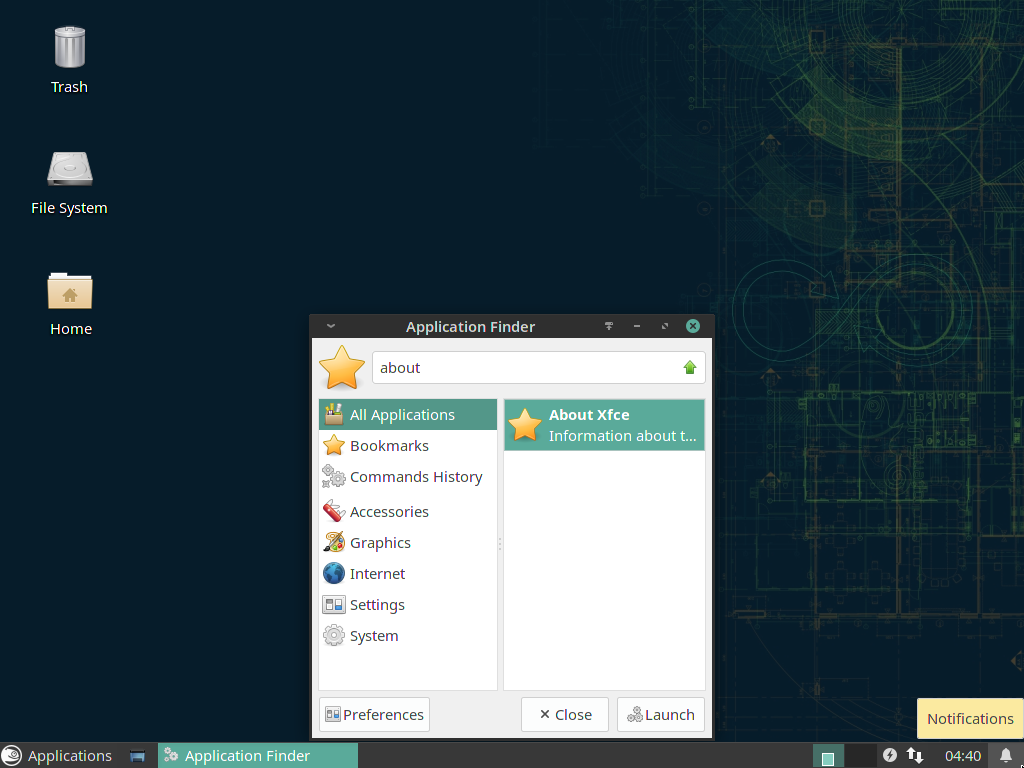 Trash
File System
Home
Application Finder
about
All Applications
Bookmarks
Commands History
Accessories
Graphics
Internet
Settings
System
About Xfce
Information about t...
Preferences
Close
Launch
Notifications
Applications
Application Finder
04:40